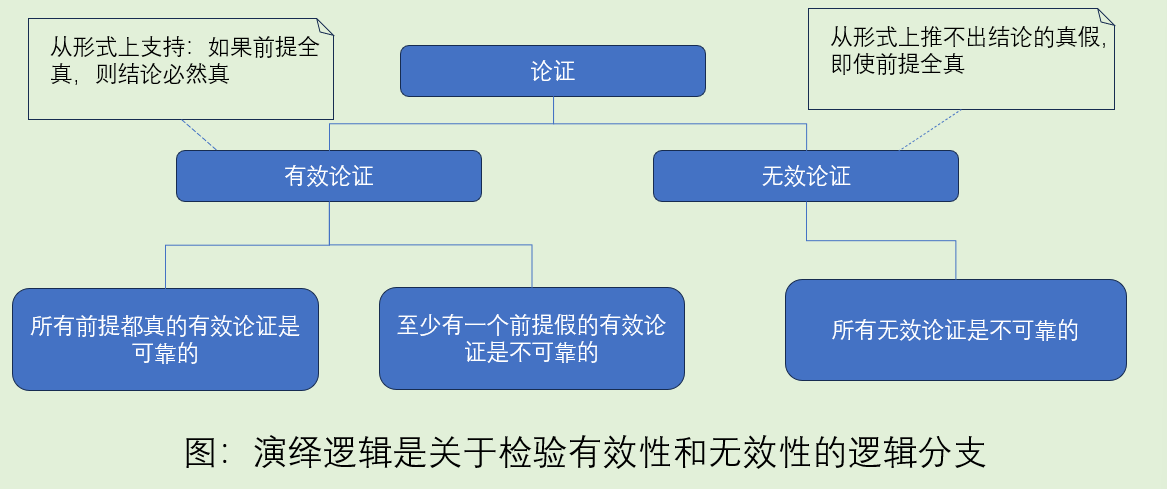 从形式上支持：如果前提全
真，则结论必然真
论证
从形式上推不出结论的真假，
即使前提全真
有效论证
无效论证
所有前提都真的有效论证是
可靠的
至少有一个前提假的有效论
证是不可靠的
所有无效论证是不可靠的
图：演绎逻辑是关于检验有效性和无效性的逻辑分支